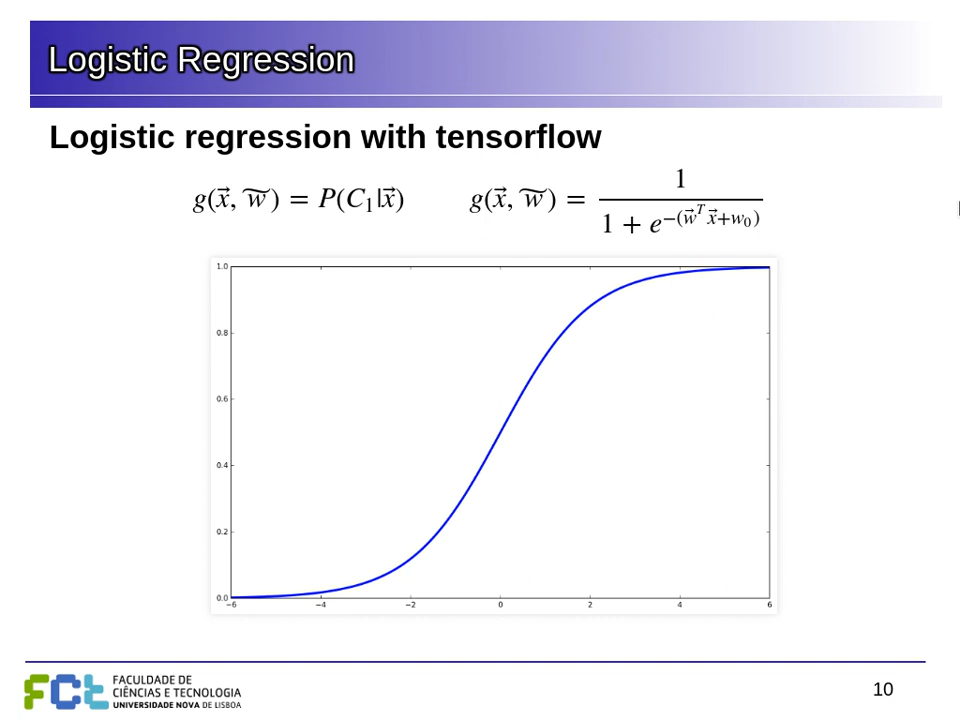 Logistic Regression
Logistic regression with tensorflow
g(x⃗, w̃) = P(C₁|x⃗)   g(x⃗, w̃) = 1 / (1 + e^−(w⃗ᵀx⃗+w₀))
1.0
0.8
0.6
0.4
0.2
0.0
−6 −4 −2 0 2 4 6
FCT
FACULDADE DE
CIÊNCIAS E TECNOLOGIA
UNIVERSIDADE NOVA DE LISBOA
10